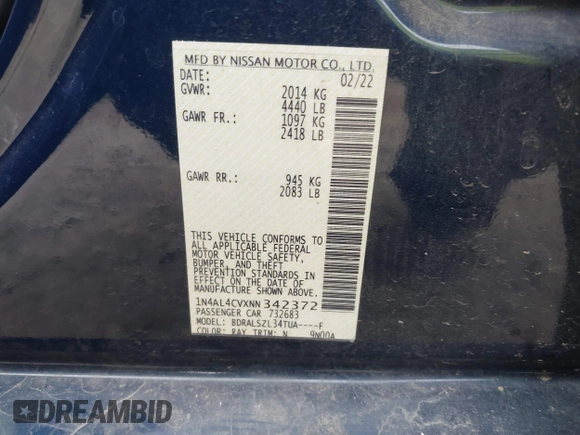 MFD BY NISSAN MOTOR CO., LTD.
DATE: 02/22
GVWR: 2014 KG
4440 LB
GAWR FR.: 1097 KG
2418 LB
GAWR RR.: 945 KG
2083 LB
THIS VEHICLE CONFORMS TO
ALL APPLICABLE FEDERAL
MOTOR VEHICLE SAFETY,
BUMPER, AND THEFT
PREVENTION STANDARDS
IN EFFECT ON THE DATE OF
MANUFACTURE SHOWN ABOVE.
1N4AL4CVXNN342372
PASSENGER CAR 732683
MODEL: BDRALSZL34TUA----F
COLOR: RAY TRIM: N 9N00A
DREAMBID